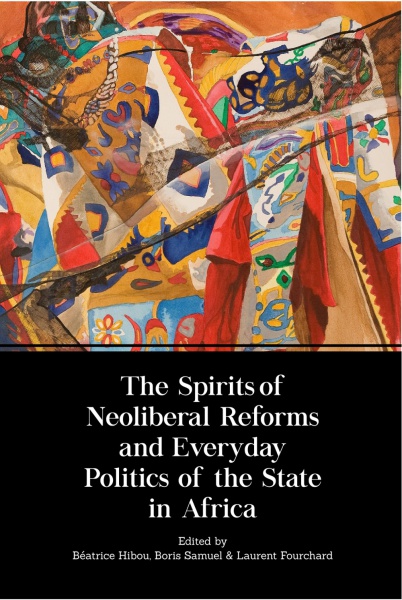 The Spirits of
Neoliberal Reforms
and Everyday
Politics of the State
in Africa
Edited by
Béatrice Hibou, Boris Samuel & Laurent Fourchard